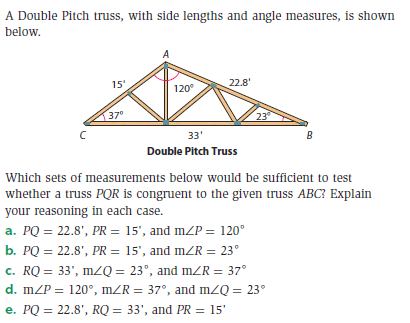 A Double Pitch truss, with side lengths and angle measures, is shown
below.
A
15'
120°
22.8'
37°
23°
C
33'
B
Double Pitch Truss
Which sets of measurements below would be sufficient to test
whether a truss PQR is congruent to the given truss ABC? Explain
your reasoning in each case.
a. PQ = 22.8', PR = 15', and m∠P = 120°
b. PQ = 22.8', PR = 15', and m∠R = 23°
c. RQ = 33', m∠Q = 23°, and m∠R = 37°
d. m∠P = 120°, m∠R = 37°, and m∠Q = 23°
e. PQ = 22.8', RQ = 33', and PR = 15'